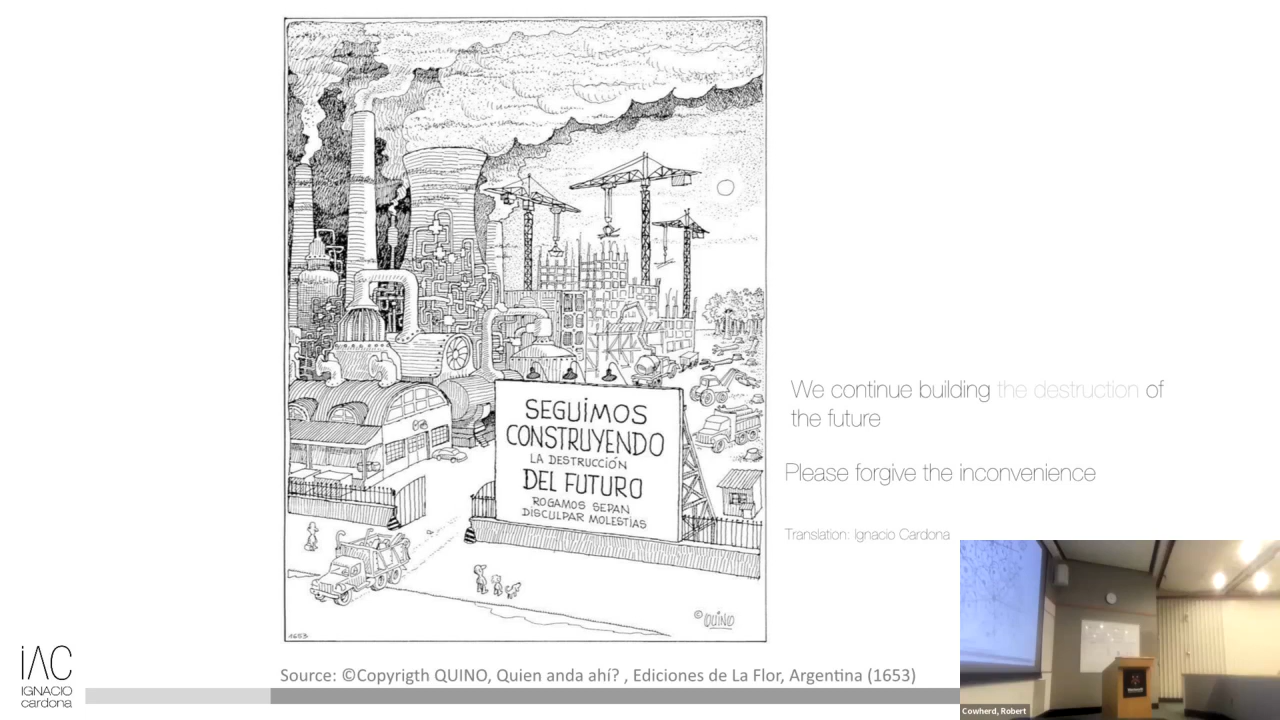 SEGUIMOS
CONSTRUYENDO
LA DESTRUCCIÓN
DEL FUTURO
ROGAMOS SEPAN
DISCULPAR MOLESTIAS
© QUINO
1653
We continue building the destruction of
the future
Please forgive the inconvenience
Translation: Ignacio Cardona
iAC
IGNACIO
cardona
Source: ©Copyrigth QUINO, Quien anda ahí? , Ediciones de La Flor, Argentina (1653)
Cowherd, Robert